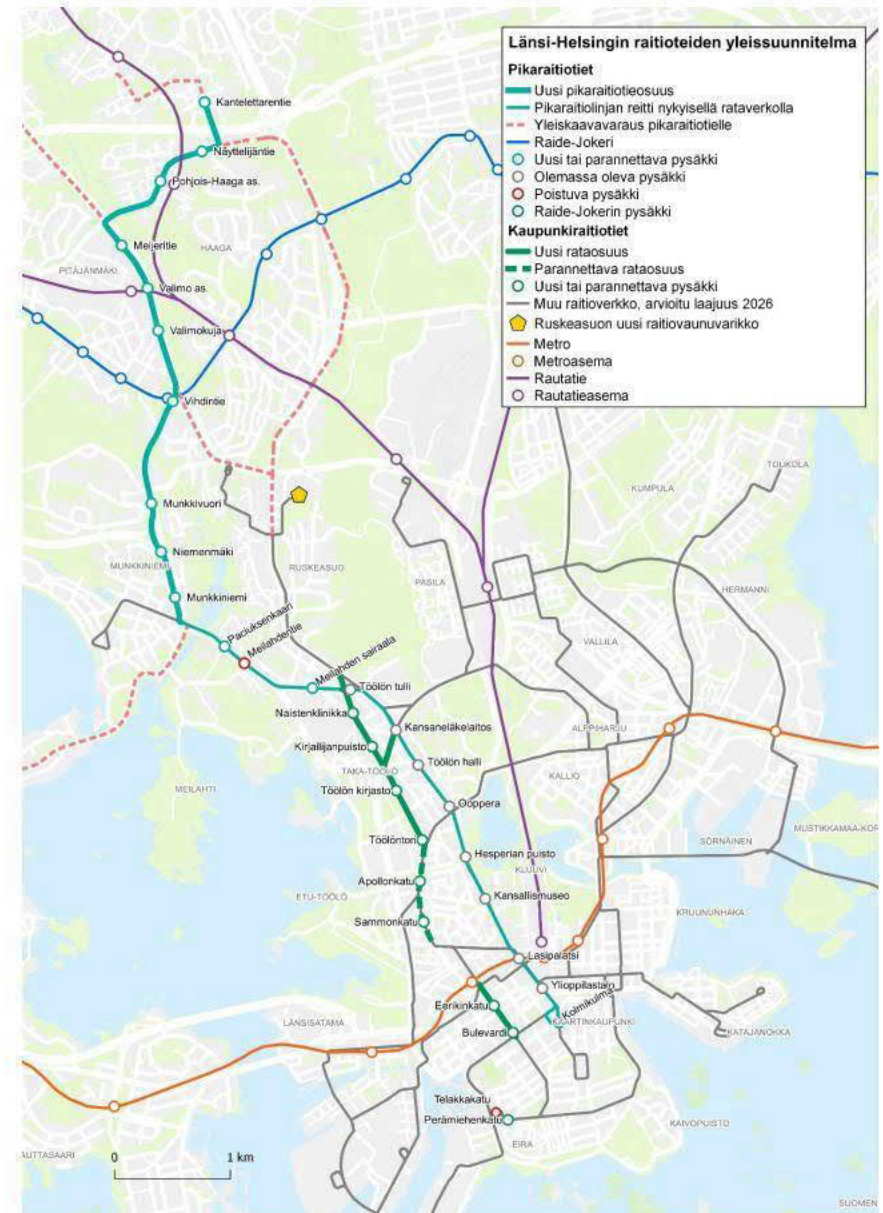 Länsi-Helsingin raitioteiden yleissuunnitelma
Pikaraitiotiet
Uusi pikaraitiotieosuus
Pikaraitiolinjan reitti nykyisellä rataverkolla
Yleiskaavavaraus pikaraitiotielle
Raide-Jokeri
Uusi tai parannettava pysäkki
Olemassa oleva pysäkki
Poistuva pysäkki
Raide-Jokerin pysäkki
Kaupunkiraitiotiet
Uusi rataosuus
Parannettava rataosuus
Uusi tai parannettava pysäkki
Muu raitioverkko, arvioitu laajuus 2026
Ruskeasuon uusi raitiovaunuvarikko
Metro
Metroasema
Rautatie
Rautatieasema
Kantelettarentie
Näyttelijäntie
Pohjois-Haaga as.
Meijeritie
HAAGA
PITÄJÄNMÄKI
Valimo as.
Valimokuja
Vihdintie
TOUKOLA
KUMPULA
Munkkivuori
Niemenmäki
MUNKKINIEMI
RUSKEASUO
PASILA
HERMANNI
Munkkiniemi
VALLILA
Paciuksenkaari
Meilahdentie
Meilahden sairaala
Töölön tulli
Naistenklinikka
Kansaneläkelaitos
ALPPIHARJU
Kirjailijanpuisto
Töölön halli
TAKA-TÖÖLÖ
KALLIO
MEILAHTI
Töölön kirjasto
Ooppera
SÖRNÄINEN
MUSTIKKAMAA-KOR
Töölöntori
Hesperian puisto
KLUUVI
Apollonkatu
ETU-TÖÖLÖ
Kansallismuseo
KRUUNUNHAKA
Sammonkatu
Lasipalatsi
Ylioppilastalo
Kolmikulma
Eerikinkatu
LÄNSISATAMA
KAARTINKAUPUNKI
Bulevardi
KATAJANOKKA
Telakkakatu
Perämiehenkatu
KAIVOPUISTO
EIRA
AUTTASAARI
0 1 km
SUOMEN